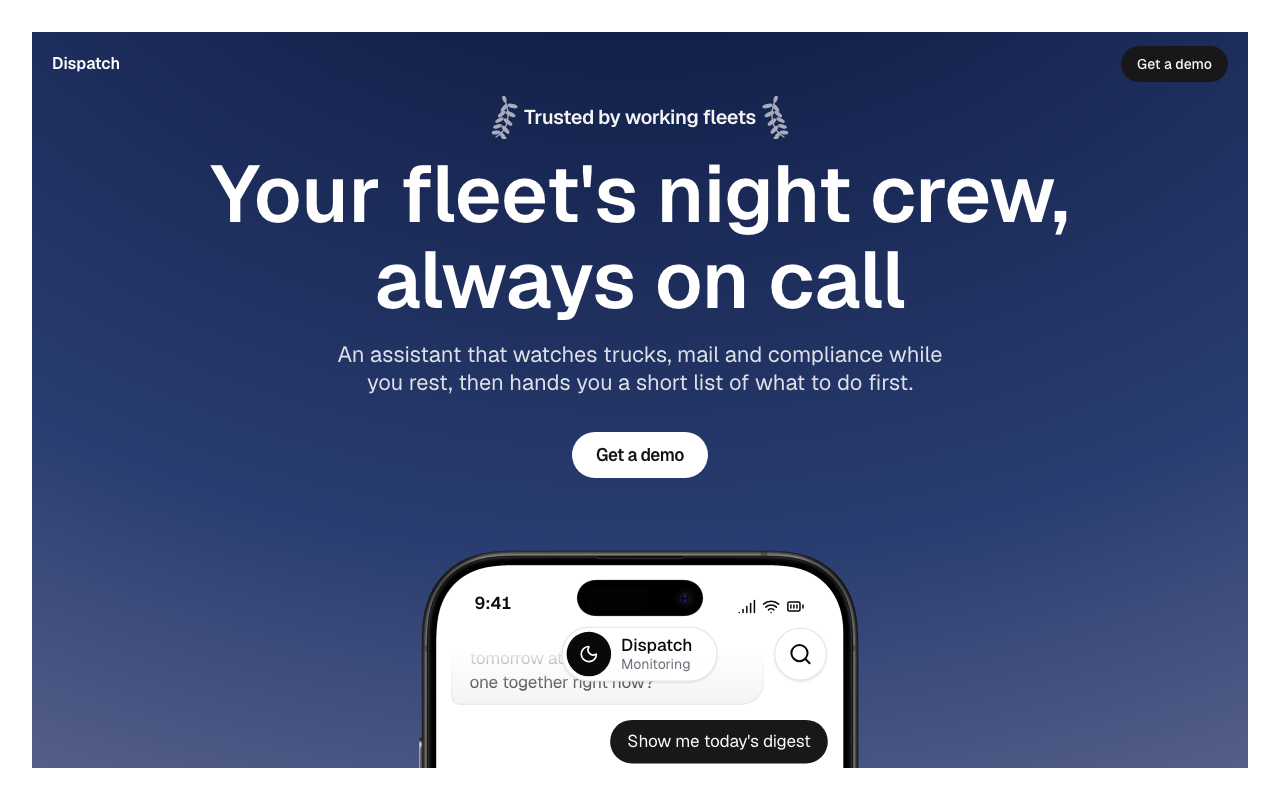 Dispatch
Get a demo
Trusted by working fleets
Your fleet's night crew,
always on call
An assistant that watches trucks, mail and compliance while
you rest, then hands you a short list of what to do first.
Get a demo
9:41
Dispatch
Monitoring
tomorrow at
one together right now?
Show me today's digest